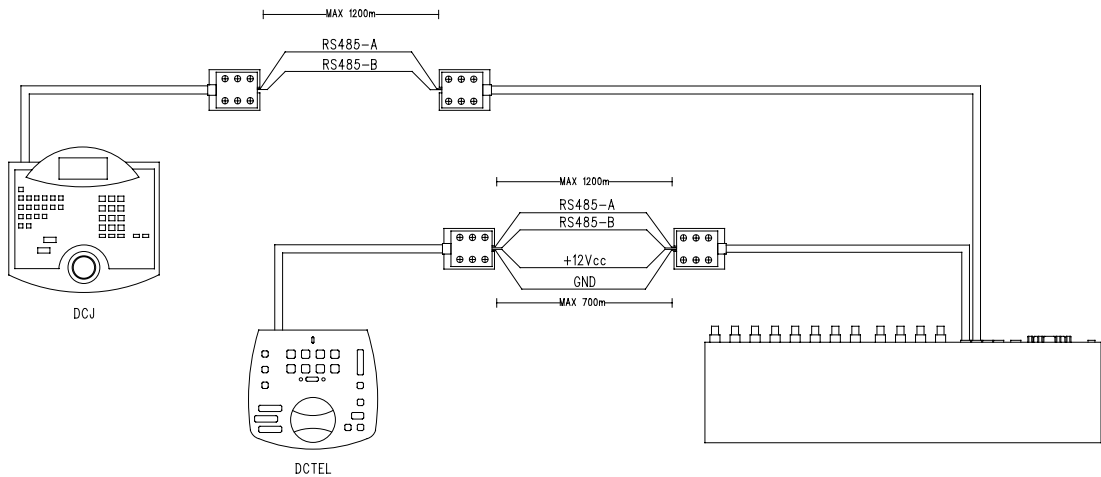 MAX 1200m
RS485-A
RS485-B
MAX 1200m
RS485-A
RS485-B
+12Vcc
GND
MAX 700m
DCJ
DCTEL